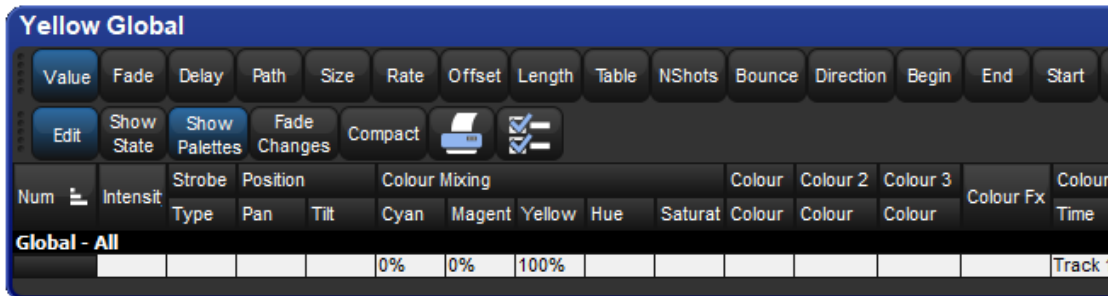 Yellow Global
Value Fade Delay Path Size Rate Offset Length Table NShots Bounce Direction Begin End Start
Edit Show State Show Palettes Fade Changes Compact
Num Intensit Strobe Position Colour Mixing Colour Colour 2 Colour 3 Colour Fx Colour
Type Pan Tilt Cyan Magent Yellow Hue Saturat Colour Colour Colour Time
Global - All
0% 0% 100% Track